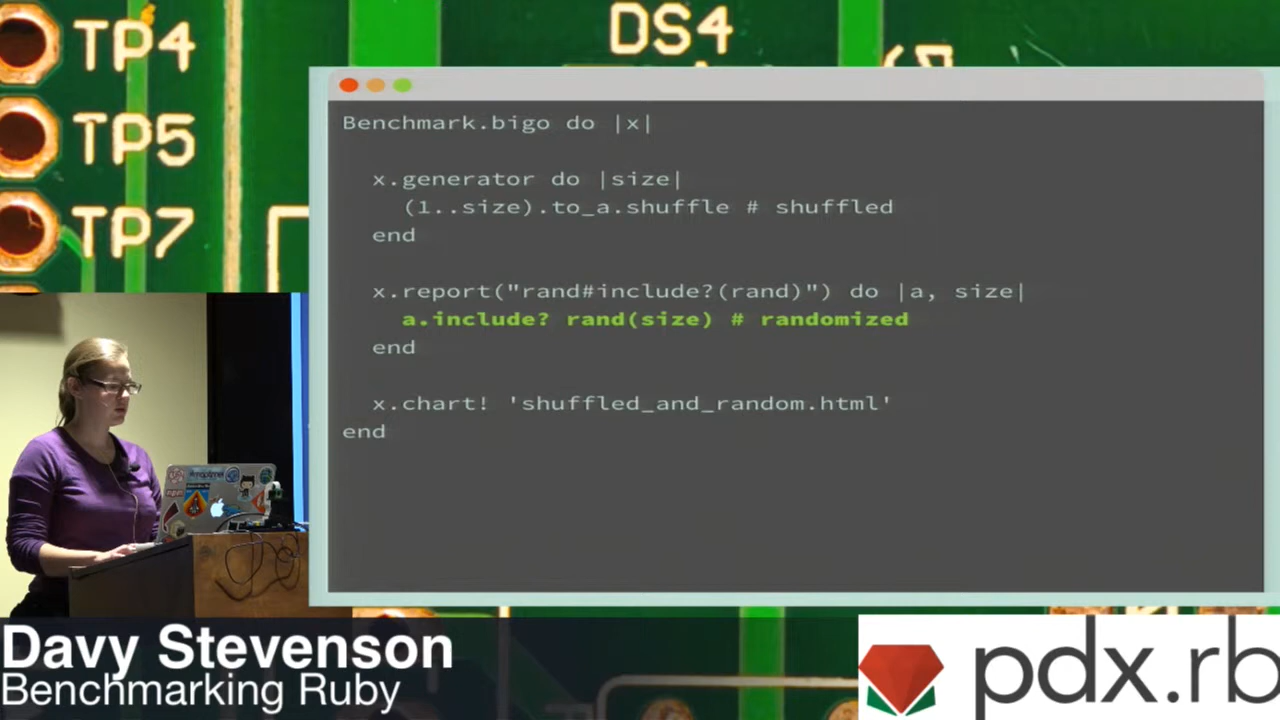 TP4
TP5
TP7
DS4
Benchmark.bigo do |x|
x.generator do |size|
(1..size).to_a.shuffle # shuffled
end
x.report("rand#include?(rand)") do |a, size|
a.include? rand(size) # randomized
end
x.chart! 'shuffled_and_random.html'
end
Davy Stevenson
Benchmarking Ruby
pdx.rb